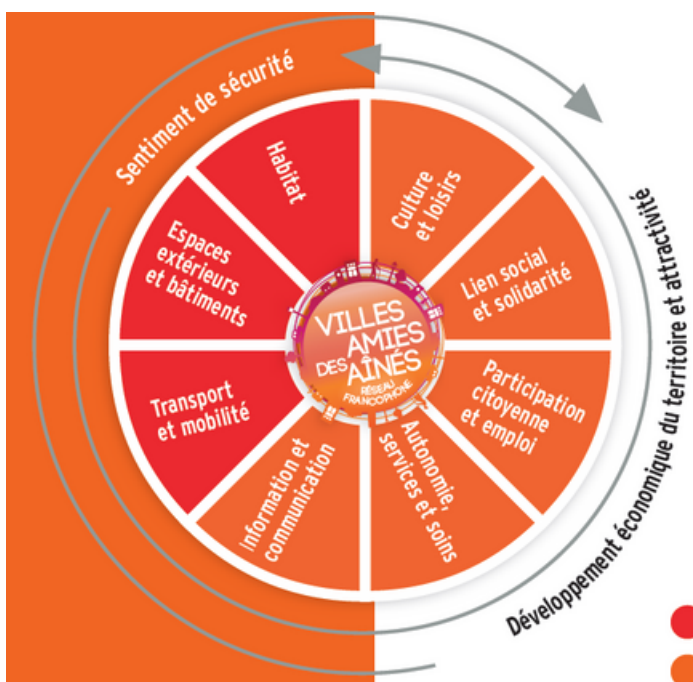 Sentiment de sécurité
Habitat
Culture
et loisirs
Espaces
extérieurs
et bâtiments
Lien social
et solidarité
VILLES
AMIES
DES AÎNÉS
RÉSEAU
FRANCOPHONE
Transport
et mobilité
Participation
citoyenne
et emploi
Information et
communication
Autonomie,
services et soins
Développement économique du territoire et attractivité